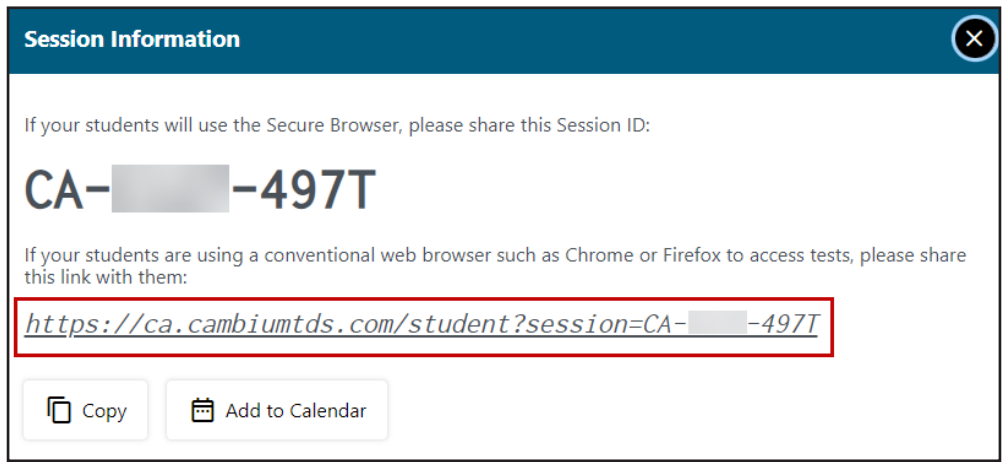 Session Information
If your students will use the Secure Browser, please share this Session ID:
CA- -497T
If your students are using a conventional web browser such as Chrome or Firefox to access tests, please share
this link with them:
https://ca.cambiumtds.com/student?session=CA- -497T
Copy
Add to Calendar